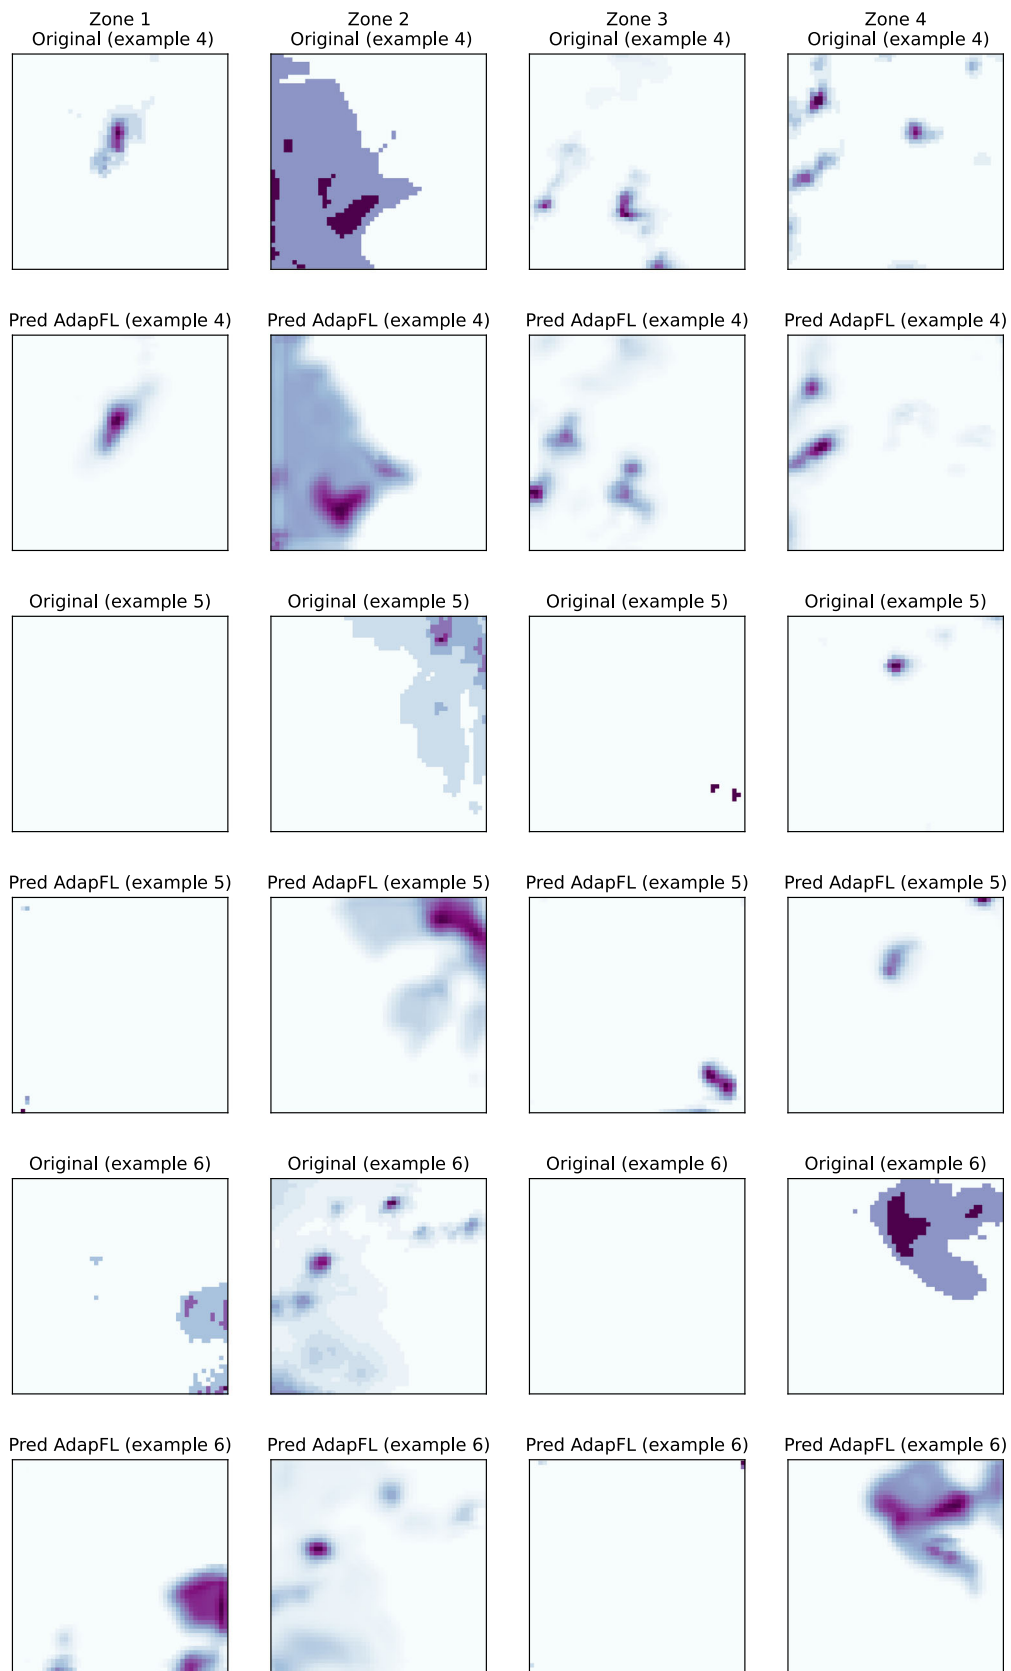 Zone 1
Original (example 4)
Zone 2
Original (example 4)
Zone 3
Original (example 4)
Zone 4
Original (example 4)
Pred AdapFL (example 4)
Pred AdapFL (example 4)
Pred AdapFL (example 4)
Pred AdapFL (example 4)
Original (example 5)
Original (example 5)
Original (example 5)
Original (example 5)
Pred AdapFL (example 5)
Pred AdapFL (example 5)
Pred AdapFL (example 5)
Pred AdapFL (example 5)
Original (example 6)
Original (example 6)
Original (example 6)
Original (example 6)
Pred AdapFL (example 6)
Pred AdapFL (example 6)
Pred AdapFL (example 6)
Pred AdapFL (example 6)